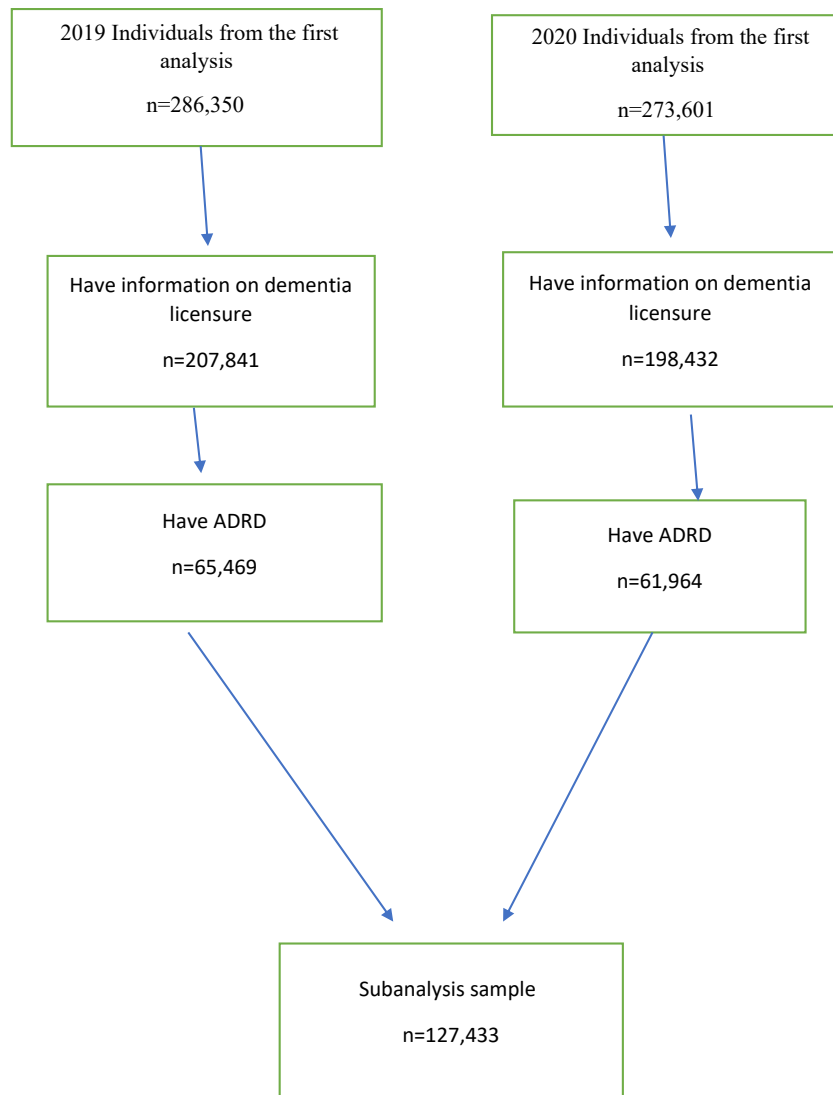 2019 Individuals from the first
analysis
n=286,350
2020 Individuals from the first
analysis
n=273,601
Have information on dementia
licensure
n=207,841
Have information on dementia
licensure
n=198,432
Have ADRD
n=65,469
Have ADRD
n=61,964
Subanalysis sample
n=127,433